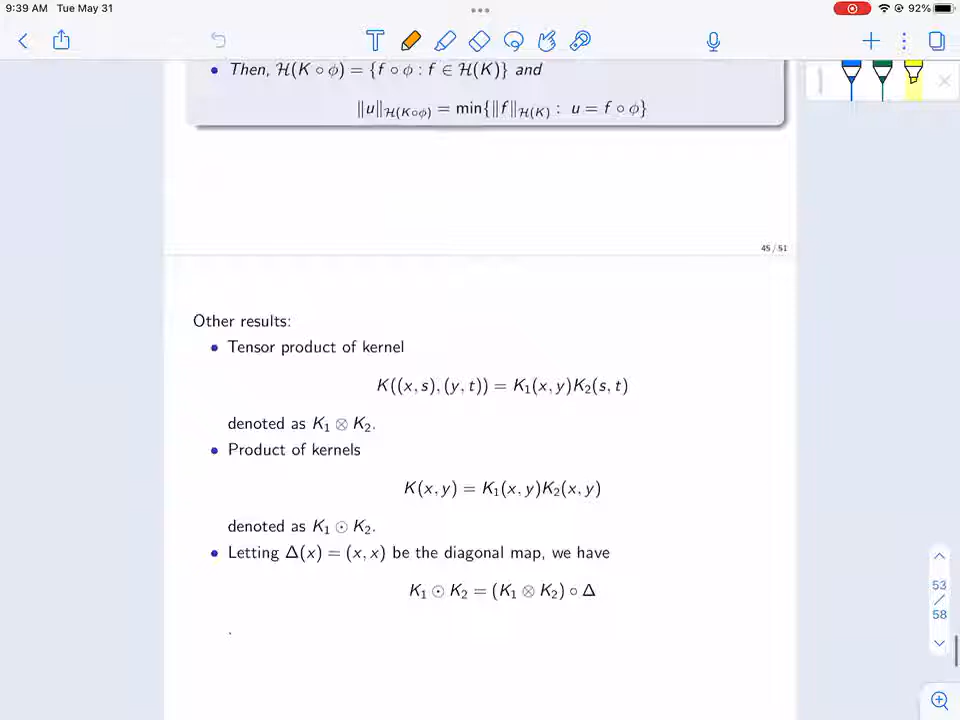 9:39 AM Tue May 31
92%
• Then, ℋ(K ∘ φ) = {f ∘ φ : f ∈ ℋ(K)} and
‖u‖_{ℋ(K∘φ)} = min{‖f‖_{ℋ(K)} : u = f ∘ φ}
45 / 51
Other results:
• Tensor product of kernel
K((x, s), (y, t)) = K₁(x, y)K₂(s, t)
denoted as K₁ ⊗ K₂.
• Product of kernels
K(x, y) = K₁(x, y)K₂(x, y)
denoted as K₁ ⊙ K₂.
• Letting Δ(x) = (x, x) be the diagonal map, we have
K₁ ⊙ K₂ = (K₁ ⊗ K₂) ∘ Δ
.
53
/
58